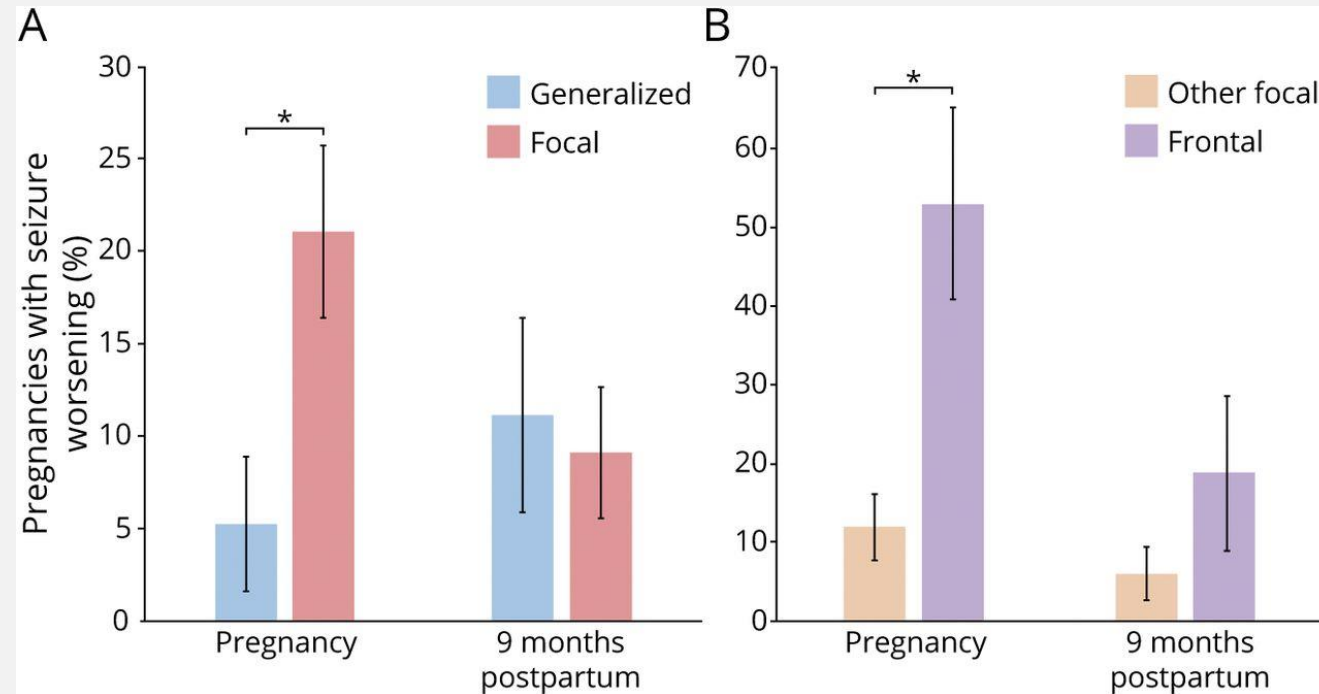 A
Pregnancies with seizure
worsening (%)
30
25
20
15
10
5
0
*
Generalized
Focal
Pregnancy
9 months
postpartum
B
70
60
50
40
30
20
10
0
*
Other focal
Frontal
Pregnancy
9 months
postpartum